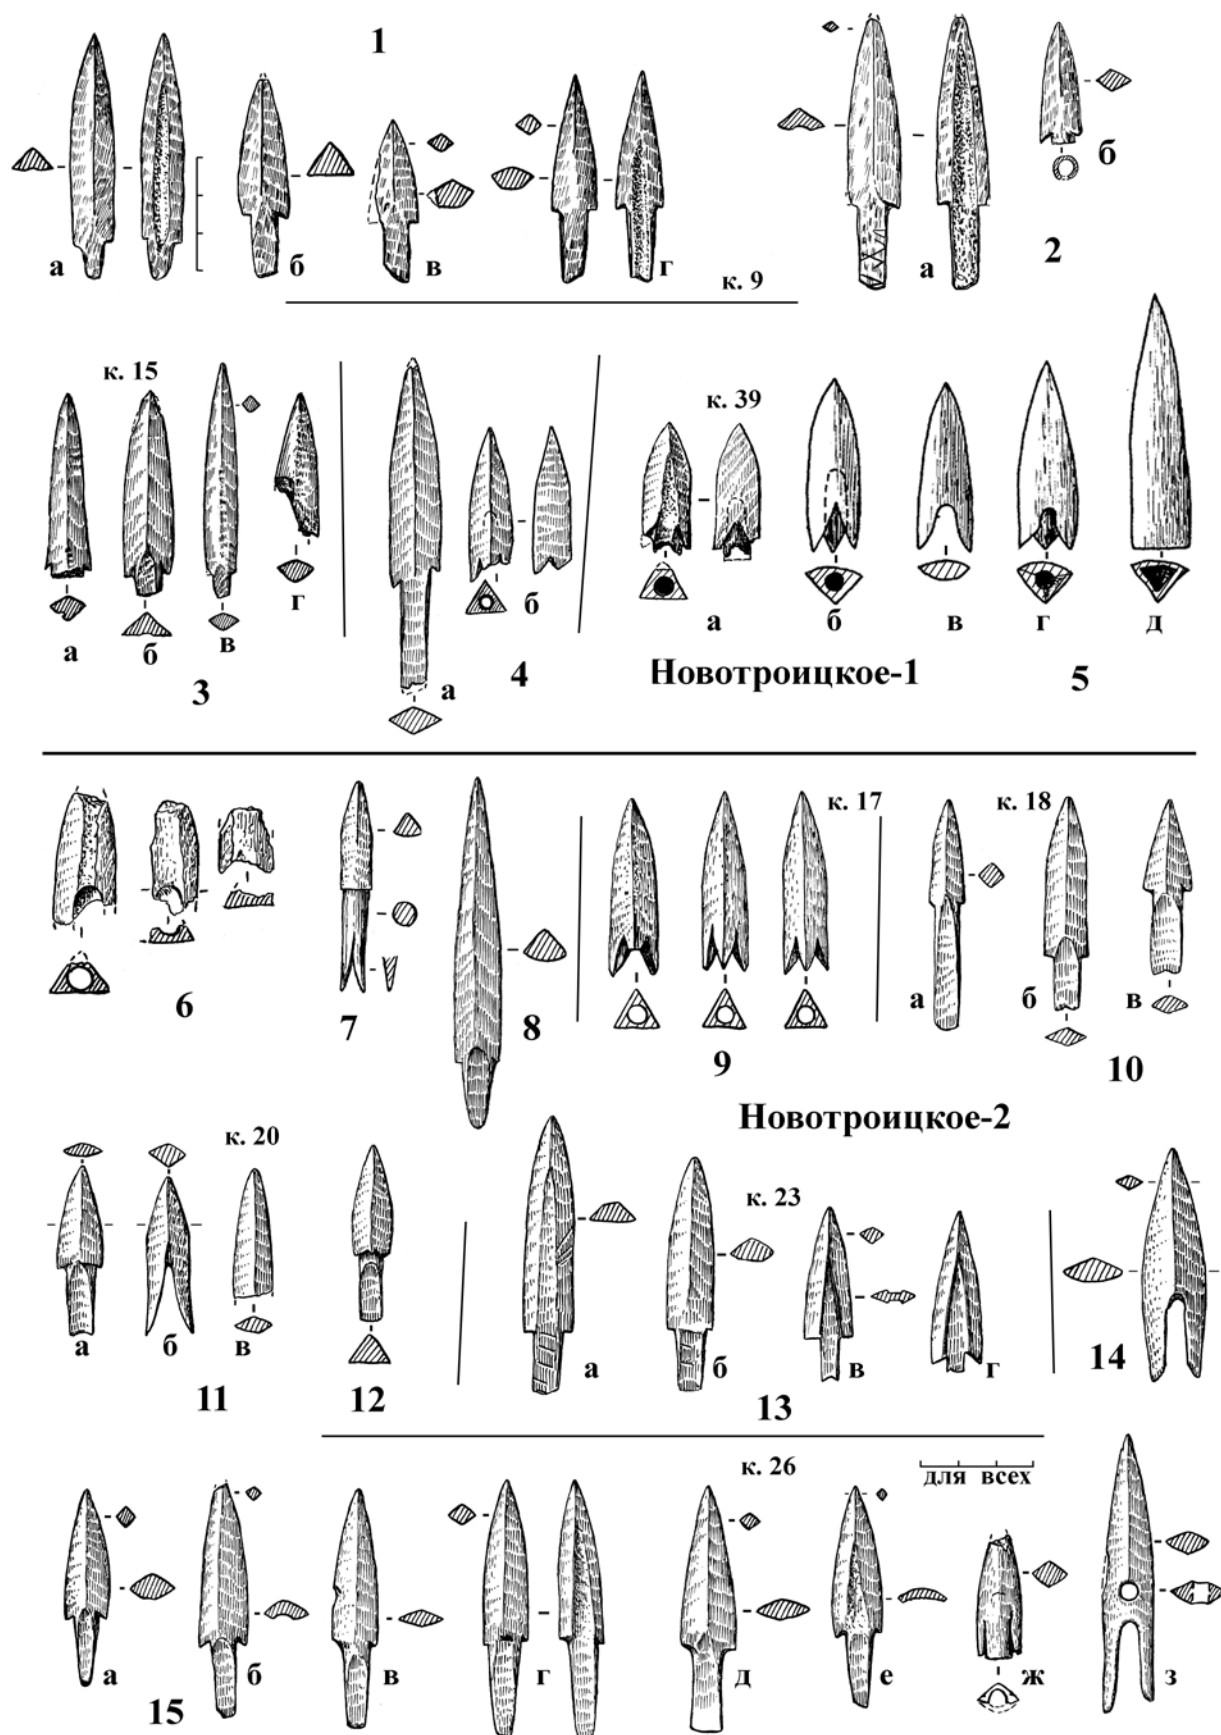 1
а б в г
к. 9
а б
2
к. 15
а б в г
3
а б
4
к. 39
а б в г д
5
Новотроицкое-1
6
7
8
к. 17
9
к. 18
а б в
10
Новотроицкое-2
к. 20
а б в
11
12
к. 23
а б в г
13
14
к. 26
для всех
а б в г д е ж з
15